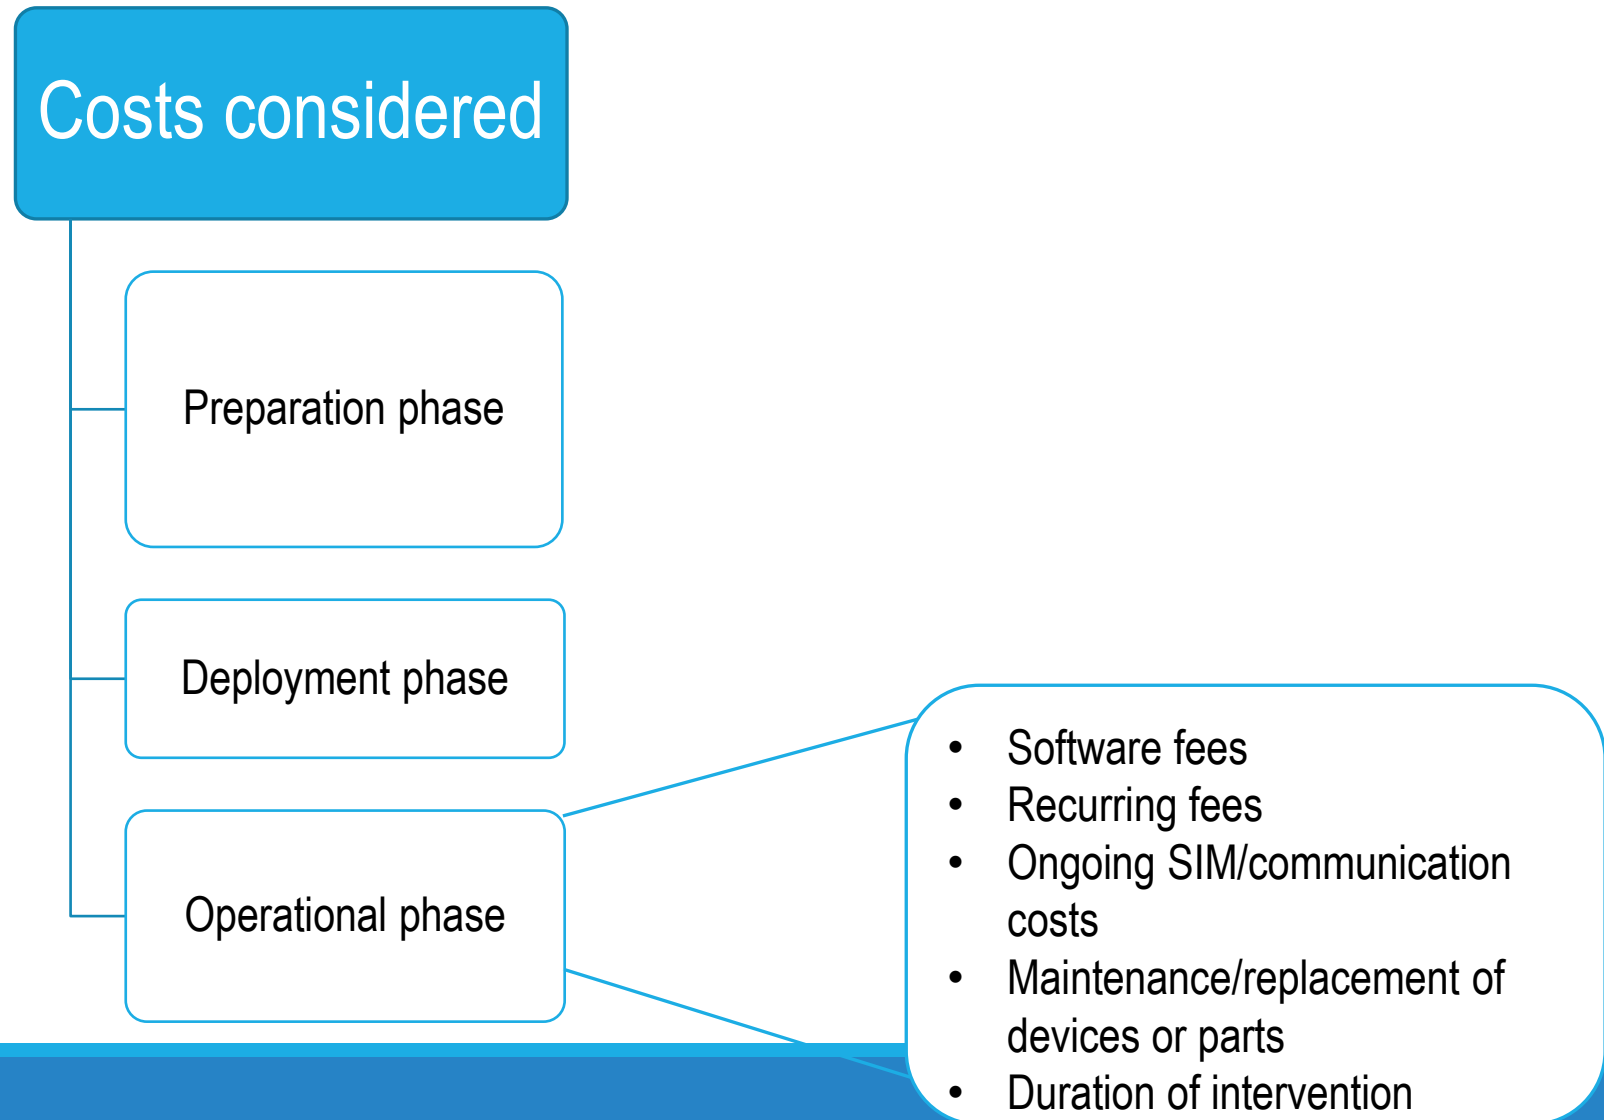 Costs considered
Preparation phase
Deployment phase
Operational phase
• Software fees
• Recurring fees
• Ongoing SIM/communication
costs
• Maintenance/replacement of
devices or parts
• Duration of intervention